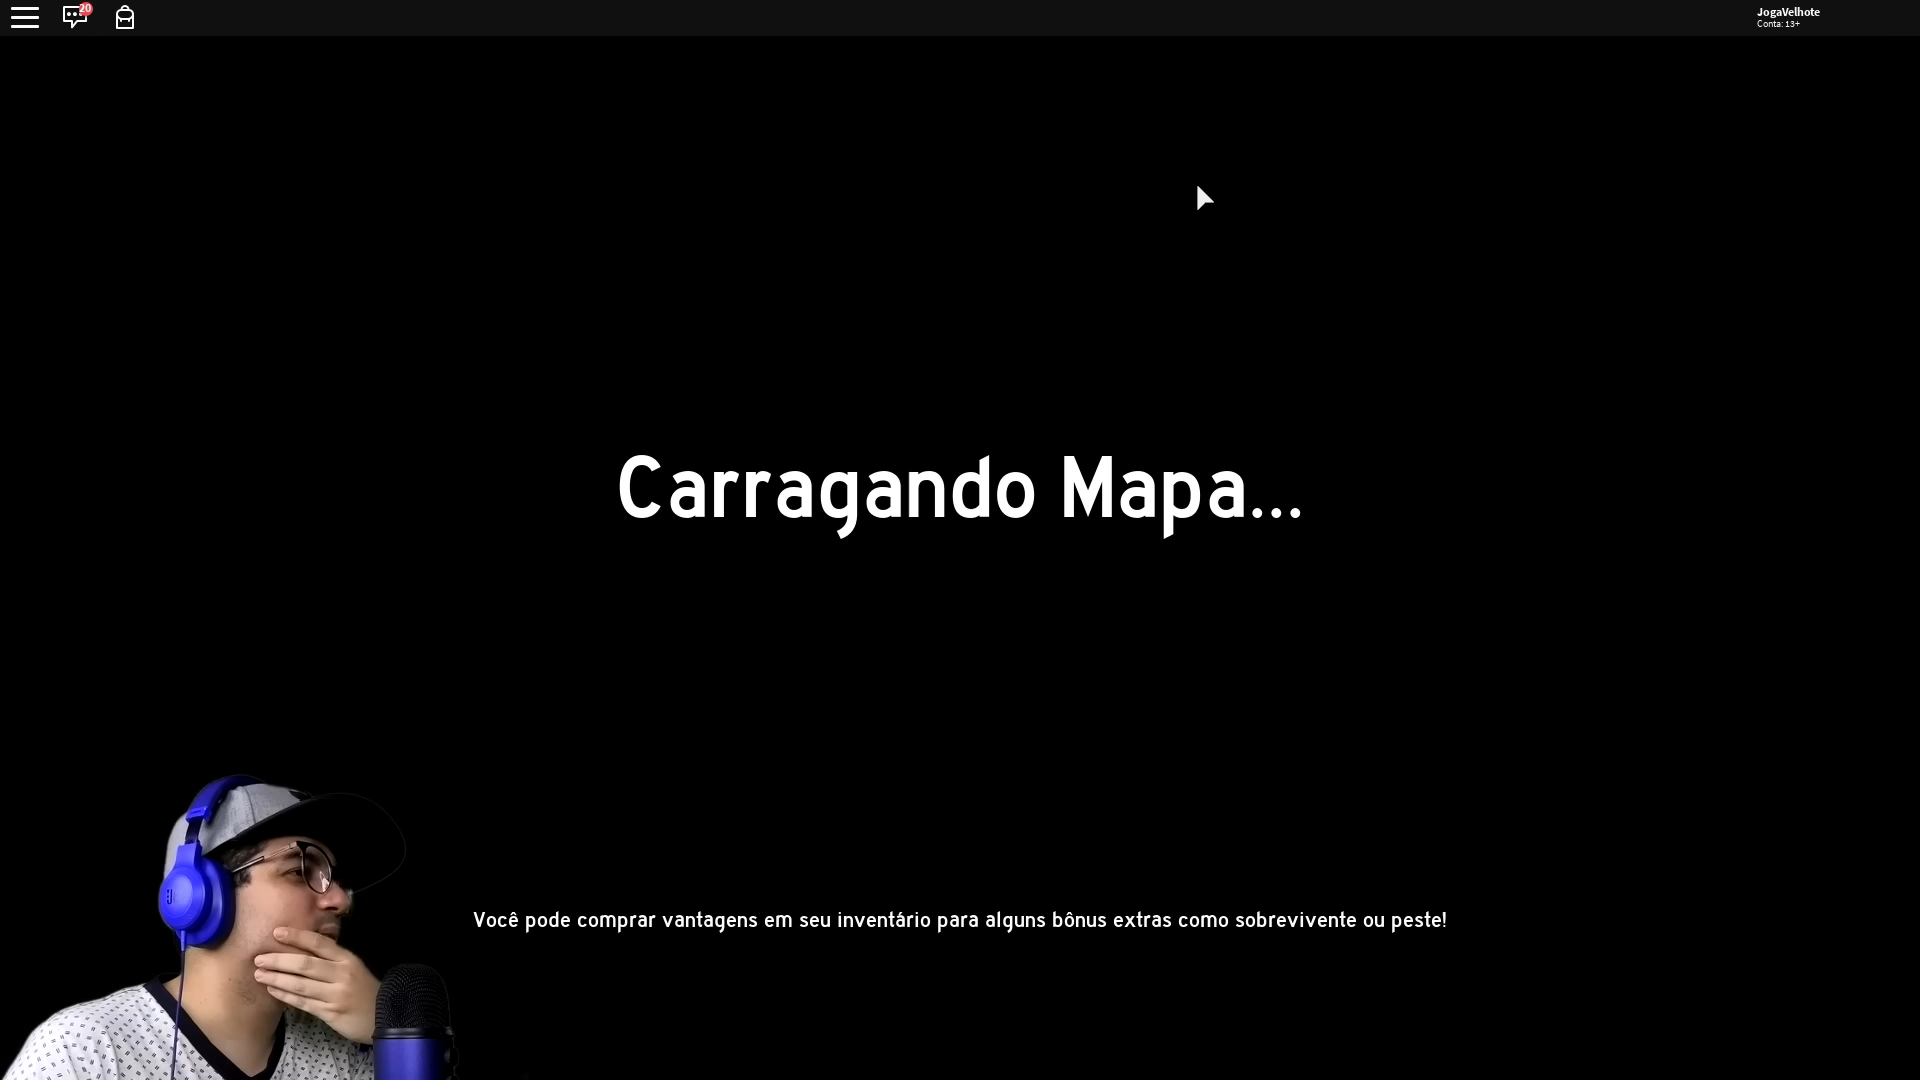 20
JogaVelhote
Conta: 13+
Carragando Mapa...
Você pode comprar vantagens em seu inventário para alguns bônus extras como sobrevivente ou peste!